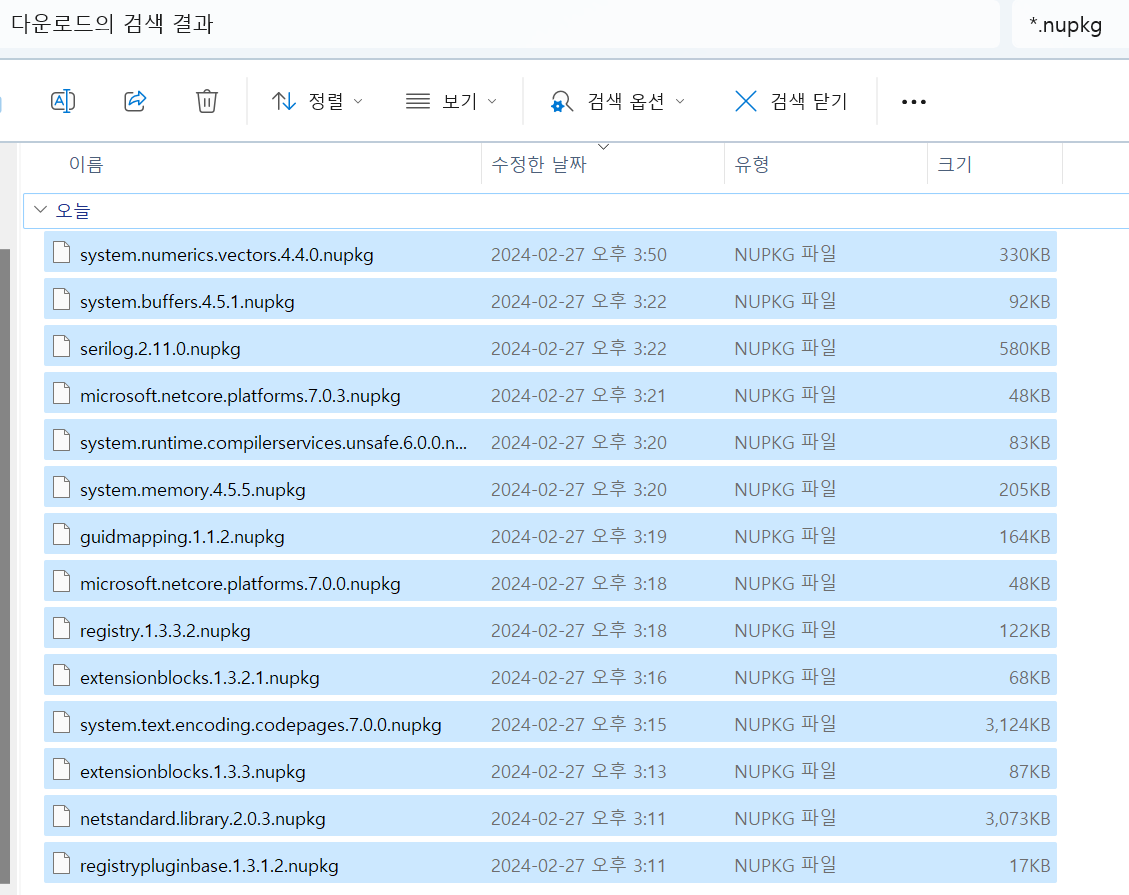 다운로드의 검색 결과 *.nupkg
정렬 보기 검색 옵션 검색 닫기 •••
이름 수정한 날짜 유형 크기
오늘
system.numerics.vectors.4.4.0.nupkg 2024-02-27 오후 3:50 NUPKG 파일 330KB
system.buffers.4.5.1.nupkg 2024-02-27 오후 3:22 NUPKG 파일 92KB
serilog.2.11.0.nupkg 2024-02-27 오후 3:22 NUPKG 파일 580KB
microsoft.netcore.platforms.7.0.3.nupkg 2024-02-27 오후 3:21 NUPKG 파일 48KB
system.runtime.compilerservices.unsafe.6.0.0.n... 2024-02-27 오후 3:20 NUPKG 파일 83KB
system.memory.4.5.5.nupkg 2024-02-27 오후 3:20 NUPKG 파일 205KB
guidmapping.1.1.2.nupkg 2024-02-27 오후 3:19 NUPKG 파일 164KB
microsoft.netcore.platforms.7.0.0.nupkg 2024-02-27 오후 3:18 NUPKG 파일 48KB
registry.1.3.3.2.nupkg 2024-02-27 오후 3:18 NUPKG 파일 122KB
extensionblocks.1.3.2.1.nupkg 2024-02-27 오후 3:16 NUPKG 파일 68KB
system.text.encoding.codepages.7.0.0.nupkg 2024-02-27 오후 3:15 NUPKG 파일 3,124KB
extensionblocks.1.3.3.nupkg 2024-02-27 오후 3:13 NUPKG 파일 87KB
netstandard.library.2.0.3.nupkg 2024-02-27 오후 3:11 NUPKG 파일 3,073KB
registrypluginbase.1.3.1.2.nupkg 2024-02-27 오후 3:11 NUPKG 파일 17KB